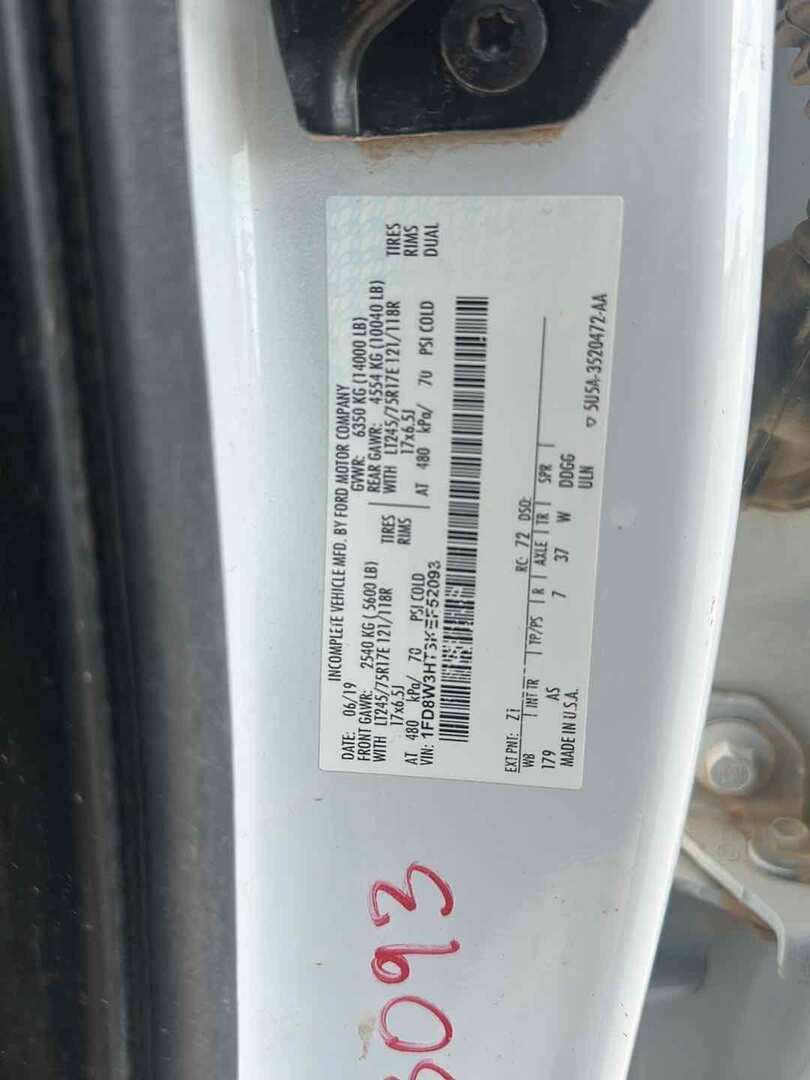 INCOMPLETE VEHICLE MFD. BY FORD MOTOR COMPANY
DATE: 06/19 GVWR: 6350 KG (14000 LB)
FRONT GAWR: 2540 KG ( 5600 LB) REAR GAWR: 4554 KG (10040 LB)
WITH LT245/75R17E 121/118R TIRES WITH LT245/75R17E 121/118R TIRES
17x6.5J RIMS 17x6.5J RIMS
AT 480 kPa/ 70 PSI COLD AT 480 kPa/ 70 PSI COLD DUAL
VIN: 1FD8W3HT3KEF52093
EXT PNT: Z1 RC: 72 DSO:
WB INT TR TP/PS R AXLE TR SPR
179 AS 7 37 W DDGG
MADE IN U.S.A. ULN
5U5A-3520472-AA
093